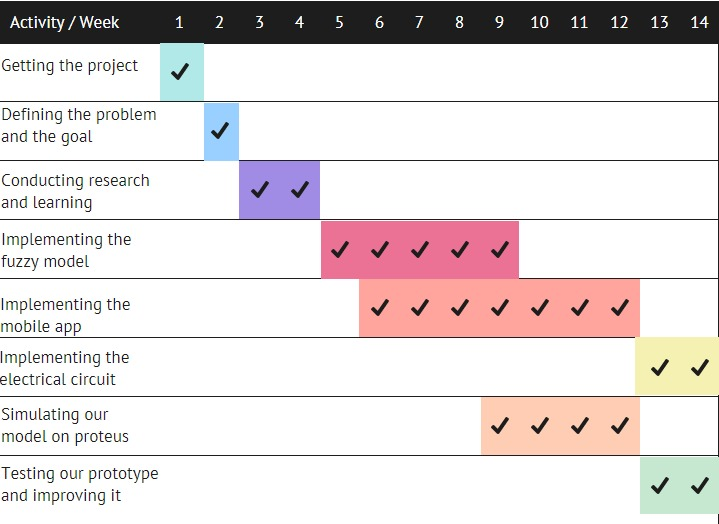 Activity / Week 1 2 3 4 5 6 7 8 9 10 11 12 13 14
Getting the project
Defining the problem
and the goal
Conducting research
and learning
Implementing the
fuzzy model
Implementing the
mobile app
Implementing the
electrical circuit
Simulating our
model on proteus
Testing our prototype
and improving it